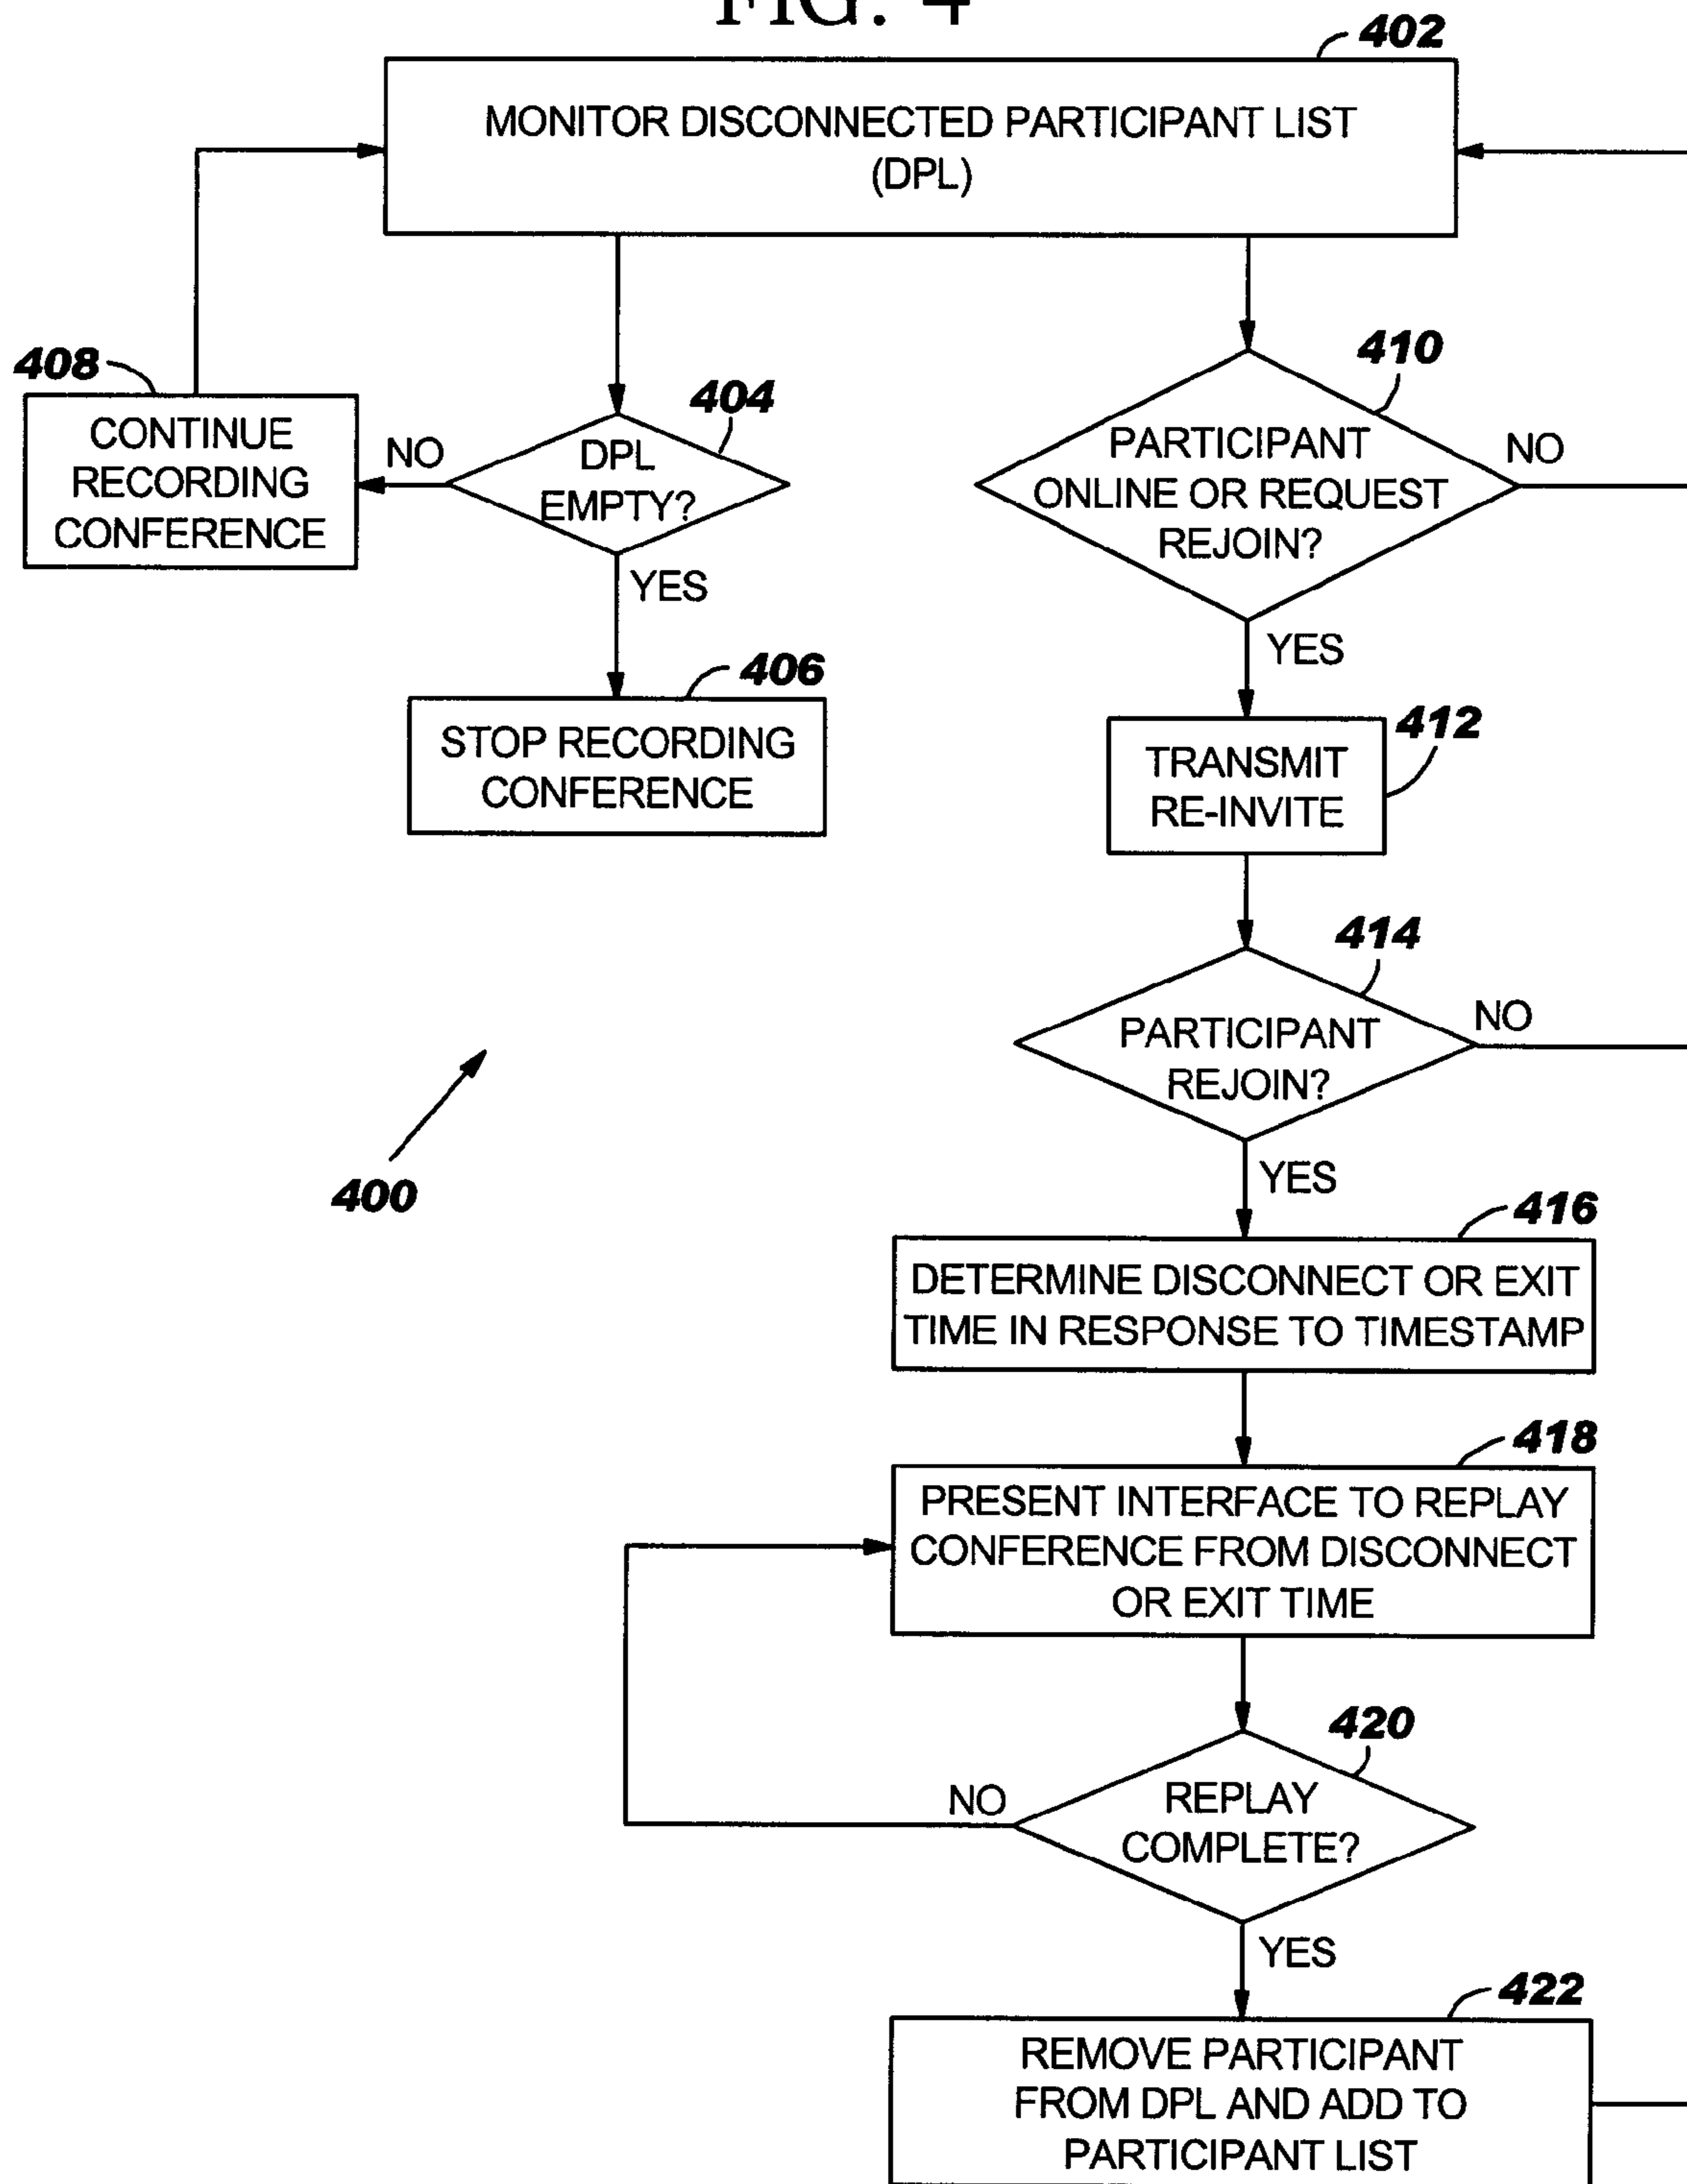 FIG. 4
402
MONITOR DISCONNECTED PARTICIPANT LIST
(DPL)
408
CONTINUE
RECORDING
CONFERENCE
NO
404
DPL
EMPTY?
YES
406
STOP RECORDING
CONFERENCE
410
PARTICIPANT
ONLINE OR REQUEST
REJOIN?
NO
YES
412
TRANSMIT
RE-INVITE
414
PARTICIPANT
REJOIN?
NO
YES
400
416
DETERMINE DISCONNECT OR EXIT
TIME IN RESPONSE TO TIMESTAMP
418
PRESENT INTERFACE TO REPLAY
CONFERENCE FROM DISCONNECT
OR EXIT TIME
420
REPLAY
COMPLETE?
NO
YES
422
REMOVE PARTICIPANT
FROM DPL AND ADD TO
PARTICIPANT LIST